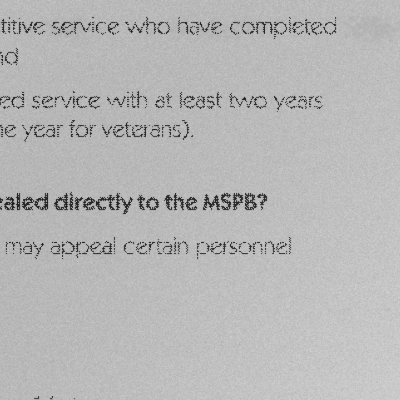 titive service who have completed
nd
ed service with at least two years
ne year for veterans).
ealed directly to the MSPB?
may appeal certain personnel